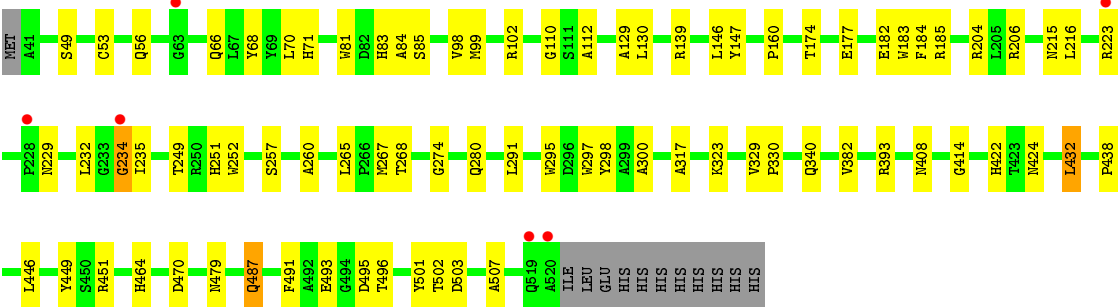 MET A41 S49 C53 Q56 G63 Q66 L67 Y68 Y69 L70 H71 W81 D82 H83 A84 S85 V98 M99 R102 G110 S111 A112 A129 L130 R139 L146 Y147 P160 T174 E177 E182 W183 F184 R185 R204 L205 R206 N215 L216 R223
P228 N229 L232 G233 G234 I235 T249 R250 H251 W252 S257 A260 L265 P266 M267 T268 G274 Q280 L291 W295 D296 W297 Y298 A299 A300 A317 K323 V329 P330 Q340 V382 R393 N408 G414 H422 T423 N424 L432 P438
L446 Y449 S450 R451 H464 D470 N479 Q487 F491 A492 E493 G494 D495 T496 Y501 T502 D503 A507 Q519 A520 ILE LEU GLU HIS HIS HIS HIS HIS HIS HIS HIS